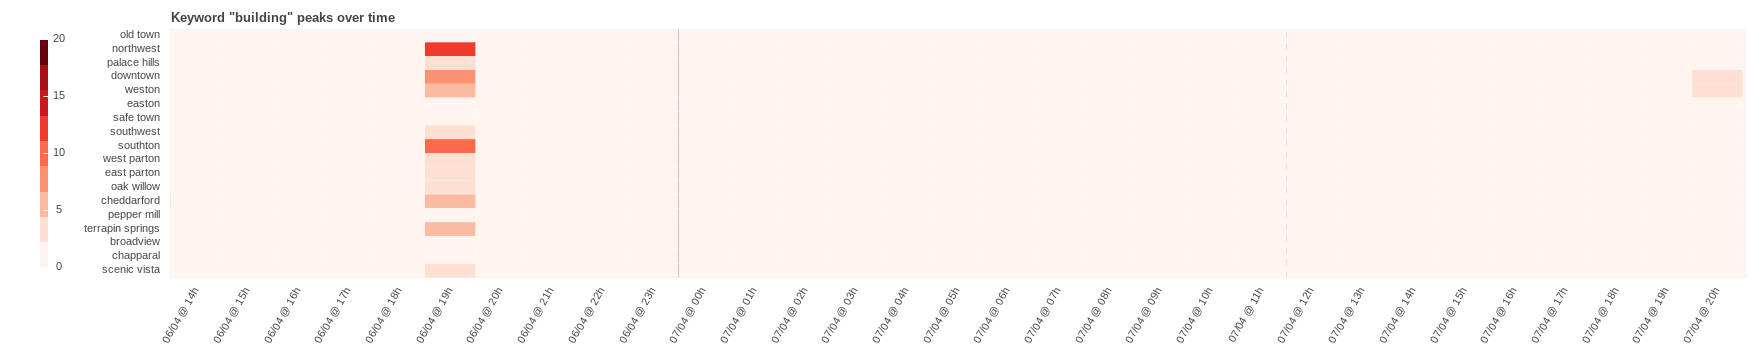 Keyword "building" peaks over time
20
15
10
5
0
old town
northwest
palace hills
downtown
weston
easton
safe town
southwest
southton
west parton
east parton
oak willow
cheddarford
pepper mill
terrapin springs
broadview
chapparal
scenic vista
06/04 @ 14h
06/04 @ 15h
06/04 @ 16h
06/04 @ 17h
06/04 @ 18h
06/04 @ 19h
06/04 @ 20h
06/04 @ 21h
06/04 @ 22h
06/04 @ 23h
07/04 @ 00h
07/04 @ 01h
07/04 @ 02h
07/04 @ 03h
07/04 @ 04h
07/04 @ 05h
07/04 @ 06h
07/04 @ 07h
07/04 @ 08h
07/04 @ 09h
07/04 @ 10h
07/04 @ 11h
07/04 @ 12h
07/04 @ 13h
07/04 @ 14h
07/04 @ 15h
07/04 @ 16h
07/04 @ 17h
07/04 @ 18h
07/04 @ 19h
07/04 @ 20h